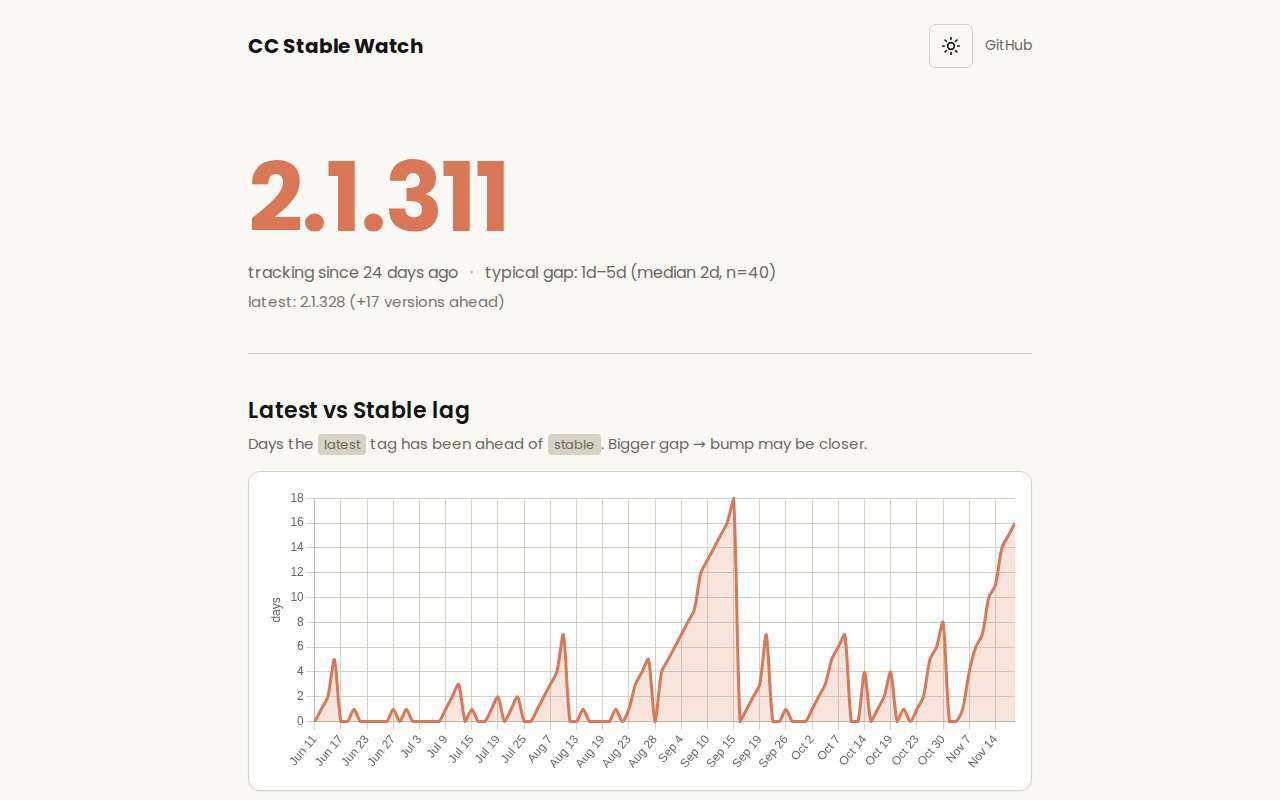 CC Stable Watch
GitHub
2.1.311
tracking since 24 days ago · typical gap: 1d–5d (median 2d, n=40)
latest: 2.1.328 (+17 versions ahead)
Latest vs Stable lag
Days the latest tag has been ahead of stable. Bigger gap → bump may be closer.
18
16
14
12
10
8
6
4
2
0
days
Jun 11
Jun 17
Jun 23
Jun 27
Jul 3
Jul 9
Jul 15
Jul 19
Jul 25
Aug 7
Aug 13
Aug 19
Aug 23
Aug 28
Sep 4
Sep 10
Sep 15
Sep 19
Sep 26
Oct 2
Oct 7
Oct 14
Oct 19
Oct 23
Oct 30
Nov 7
Nov 14